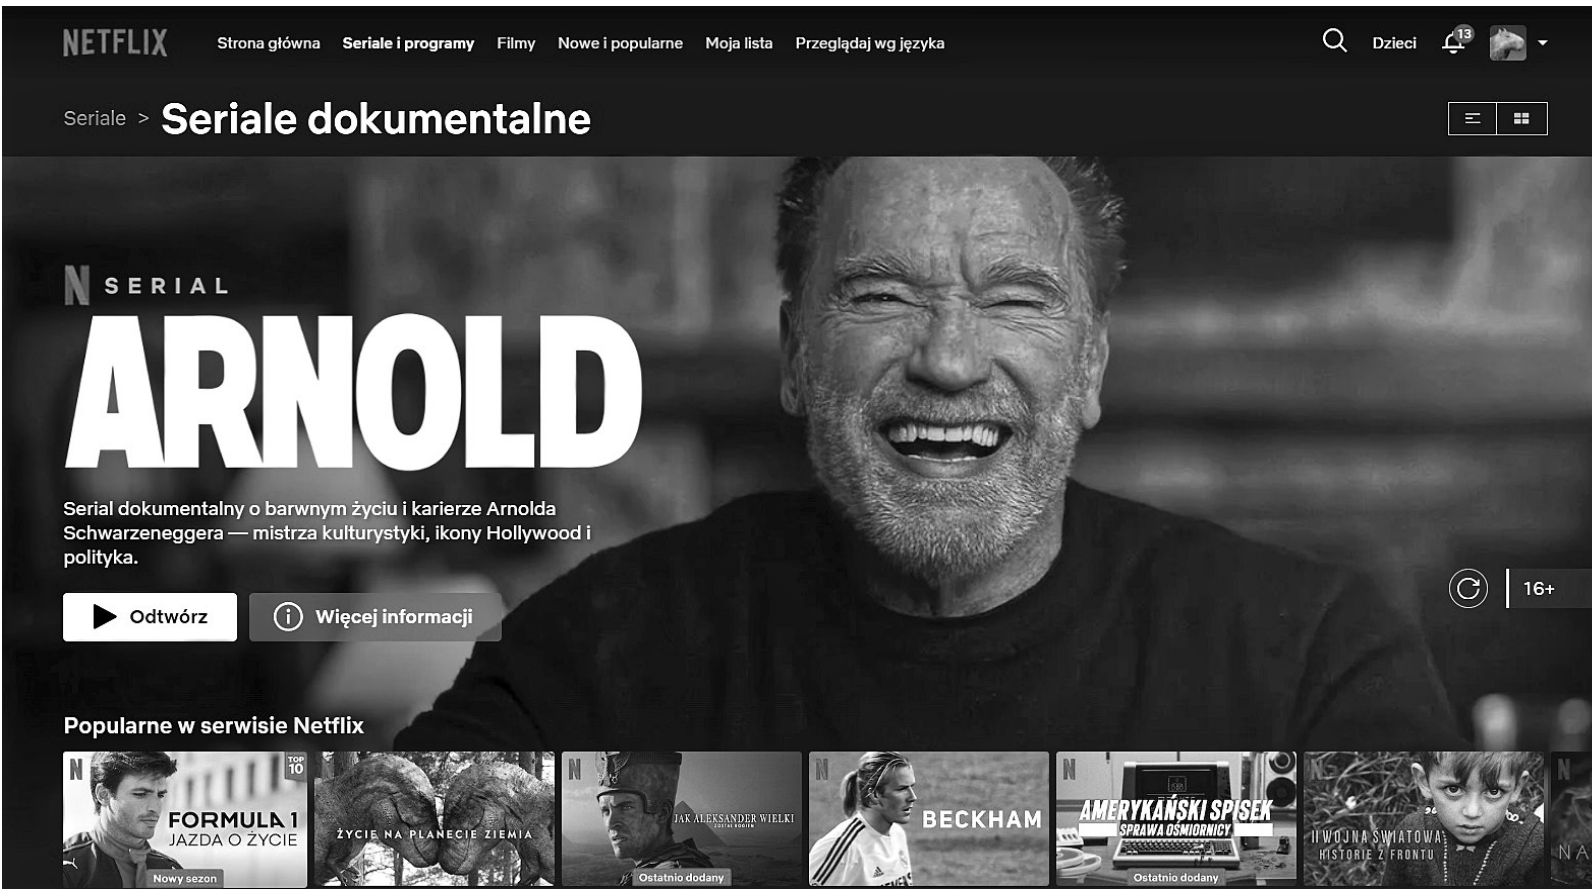 NETFLIX
Strona główna
Seriale i programy
Filmy
Nowe i popularne
Moja lista
Przeglądaj wg języka
Dzieci
13
Seriale > Seriale dokumentalne
N SERIAL
ARNOLD
Serial dokumentalny o barwnym życiu i karierze Arnolda
Schwarzeneggera — mistrza kulturystyki, ikony Hollywood i
polityka.
Odtwórz
Więcej informacji
16+
Popularne w serwisie Netflix
N
TOP
10
FORMULA 1
JAZDA O ŻYCIE
Nowy sezon
ŻYCIE NA PLANECIE ZIEMIA
N
JAK ALEKSANDER WIELKI
ZOSTAŁ BOGIEM
Ostatnio dodany
N
BECKHAM
N
AMERYKAŃSKI SPISEK
SPRAWA OŚMIORNICY
Ostatnio dodany
N
II WOJNA ŚWIATOWA
HISTORIE Z FRONTU
N
NA